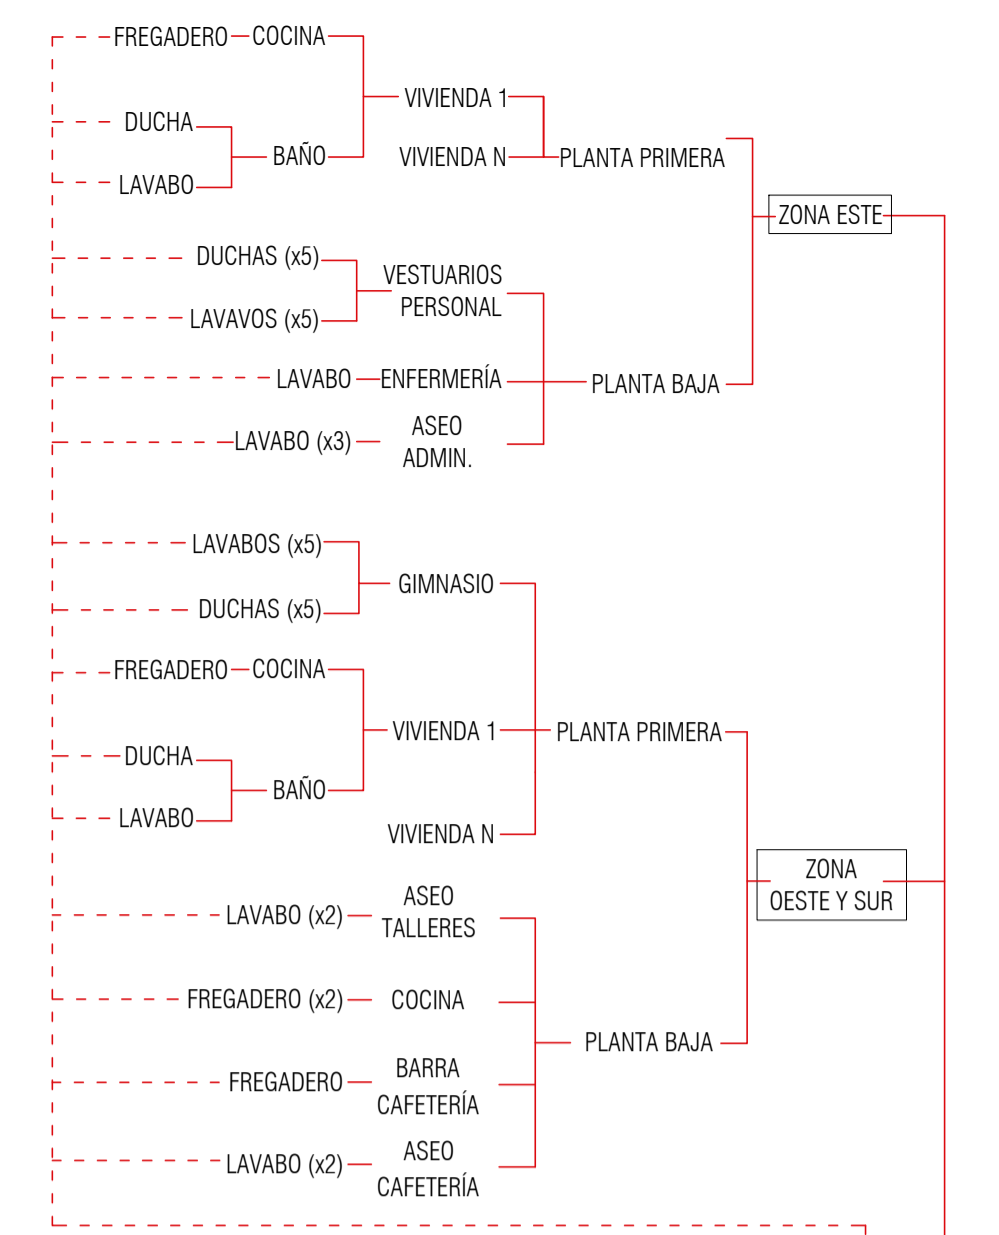 FREGADERO COCINA
VIVIENDA 1
DUCHA
BAÑO
VIVIENDA N
PLANTA PRIMERA
LAVABO
ZONA ESTE
DUCHAS (x5)
VESTUARIOS
PERSONAL
LAVAVOS (x5)
LAVABO ENFERMERÍA
PLANTA BAJA
LAVABO (x3)
ASEO
ADMIN.
LAVABOS (x5)
GIMNASIO
DUCHAS (x5)
FREGADERO COCINA
VIVIENDA 1
PLANTA PRIMERA
DUCHA
BAÑO
LAVABO
VIVIENDA N
ZONA
OESTE Y SUR
LAVABO (x2)
ASEO
TALLERES
FREGADERO (x2)
COCINA
PLANTA BAJA
FREGADERO
BARRA
CAFETERÍA
LAVABO (x2)
ASEO
CAFETERÍA